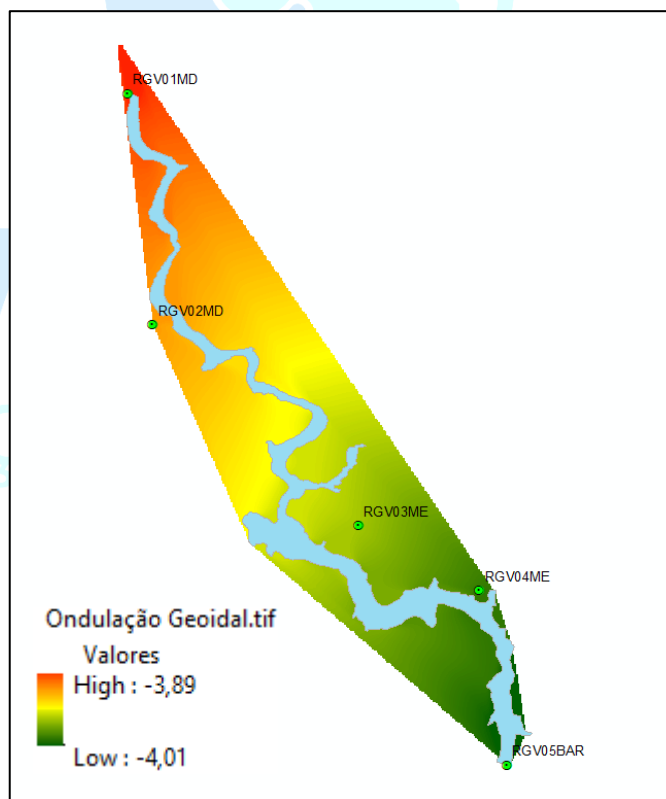 RGV01MD
RGV02MD
RGV03ME
RGV04ME
RGV05BAR
Ondulação Geoidal.tif
Valores
High : -3,89
Low : -4,01